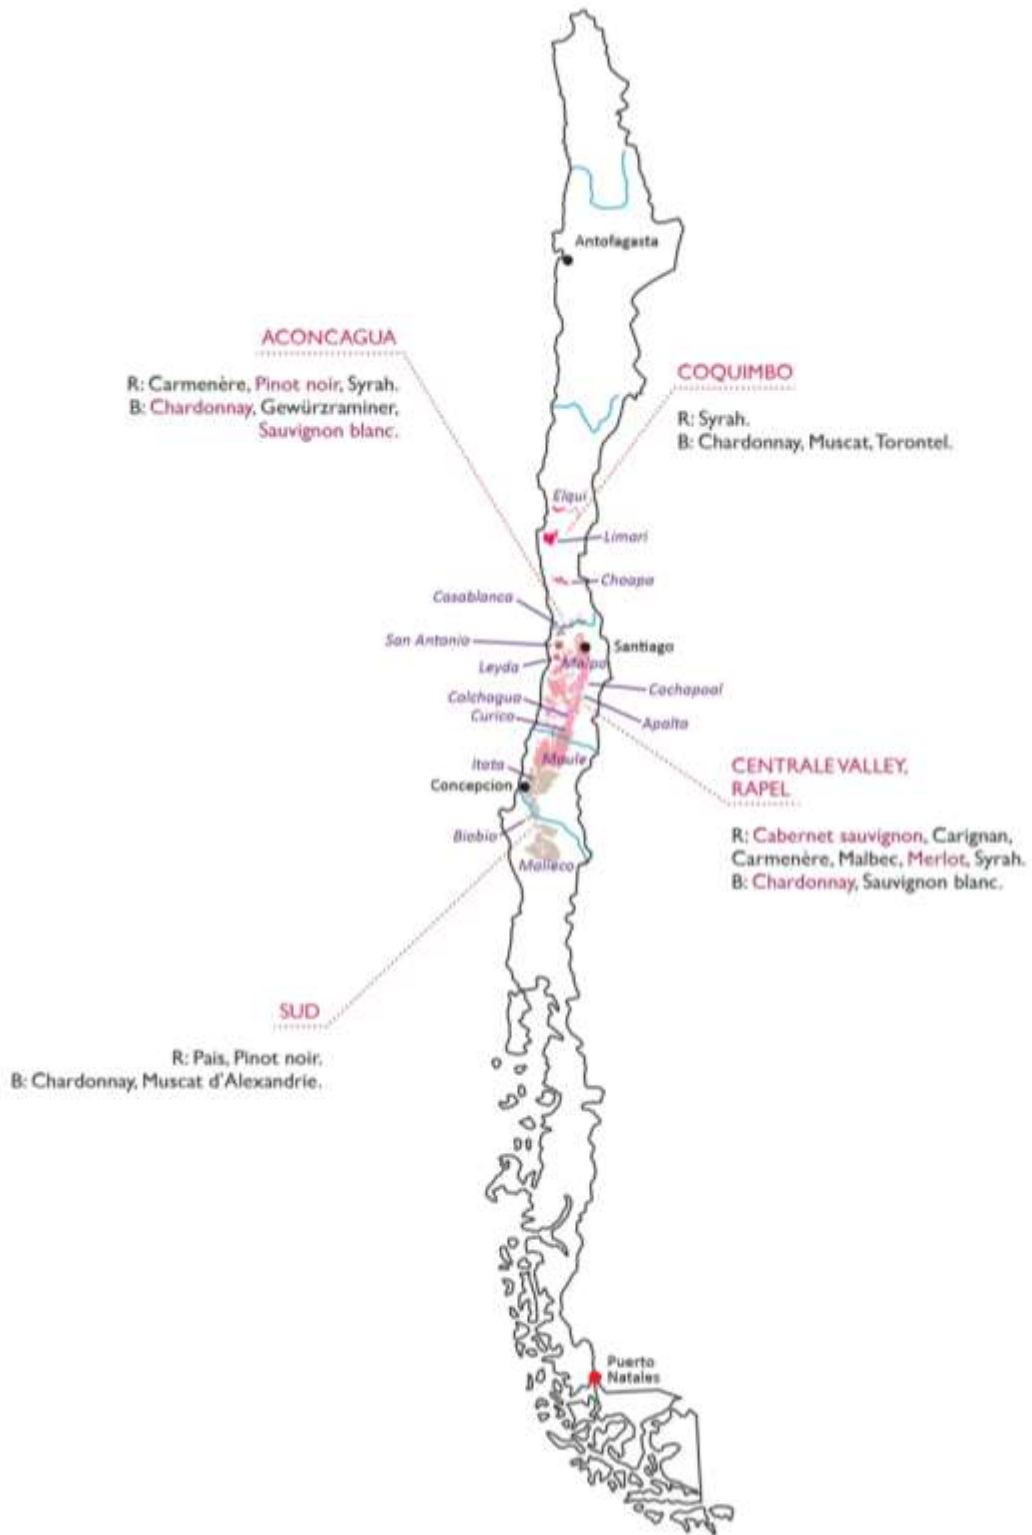 Antofagasta
ACONCAGUA
R: Carmenère, Pinot noir, Syrah.
B: Chardonnay, Gewürzraminer,
Sauvignon blanc.
COQUIMBO
R: Syrah.
B: Chardonnay, Muscat, Torontel.
Elqui
Limari
Choapa
Casablanca
San Antonio
Santiago
Leyda
Maipo
Cachapoal
Colchagua
Apalta
Curico
Maule
Itata
Concepcion
CENTRALE VALLEY,
RAPEL
R: Cabernet sauvignon, Carignan,
Carmenère, Malbec, Merlot, Syrah.
B: Chardonnay, Sauvignon blanc.
Biobio
Malleco
SUD
R: Pais, Pinot noir.
B: Chardonnay, Muscat d'Alexandrie.
Puerto
Natales